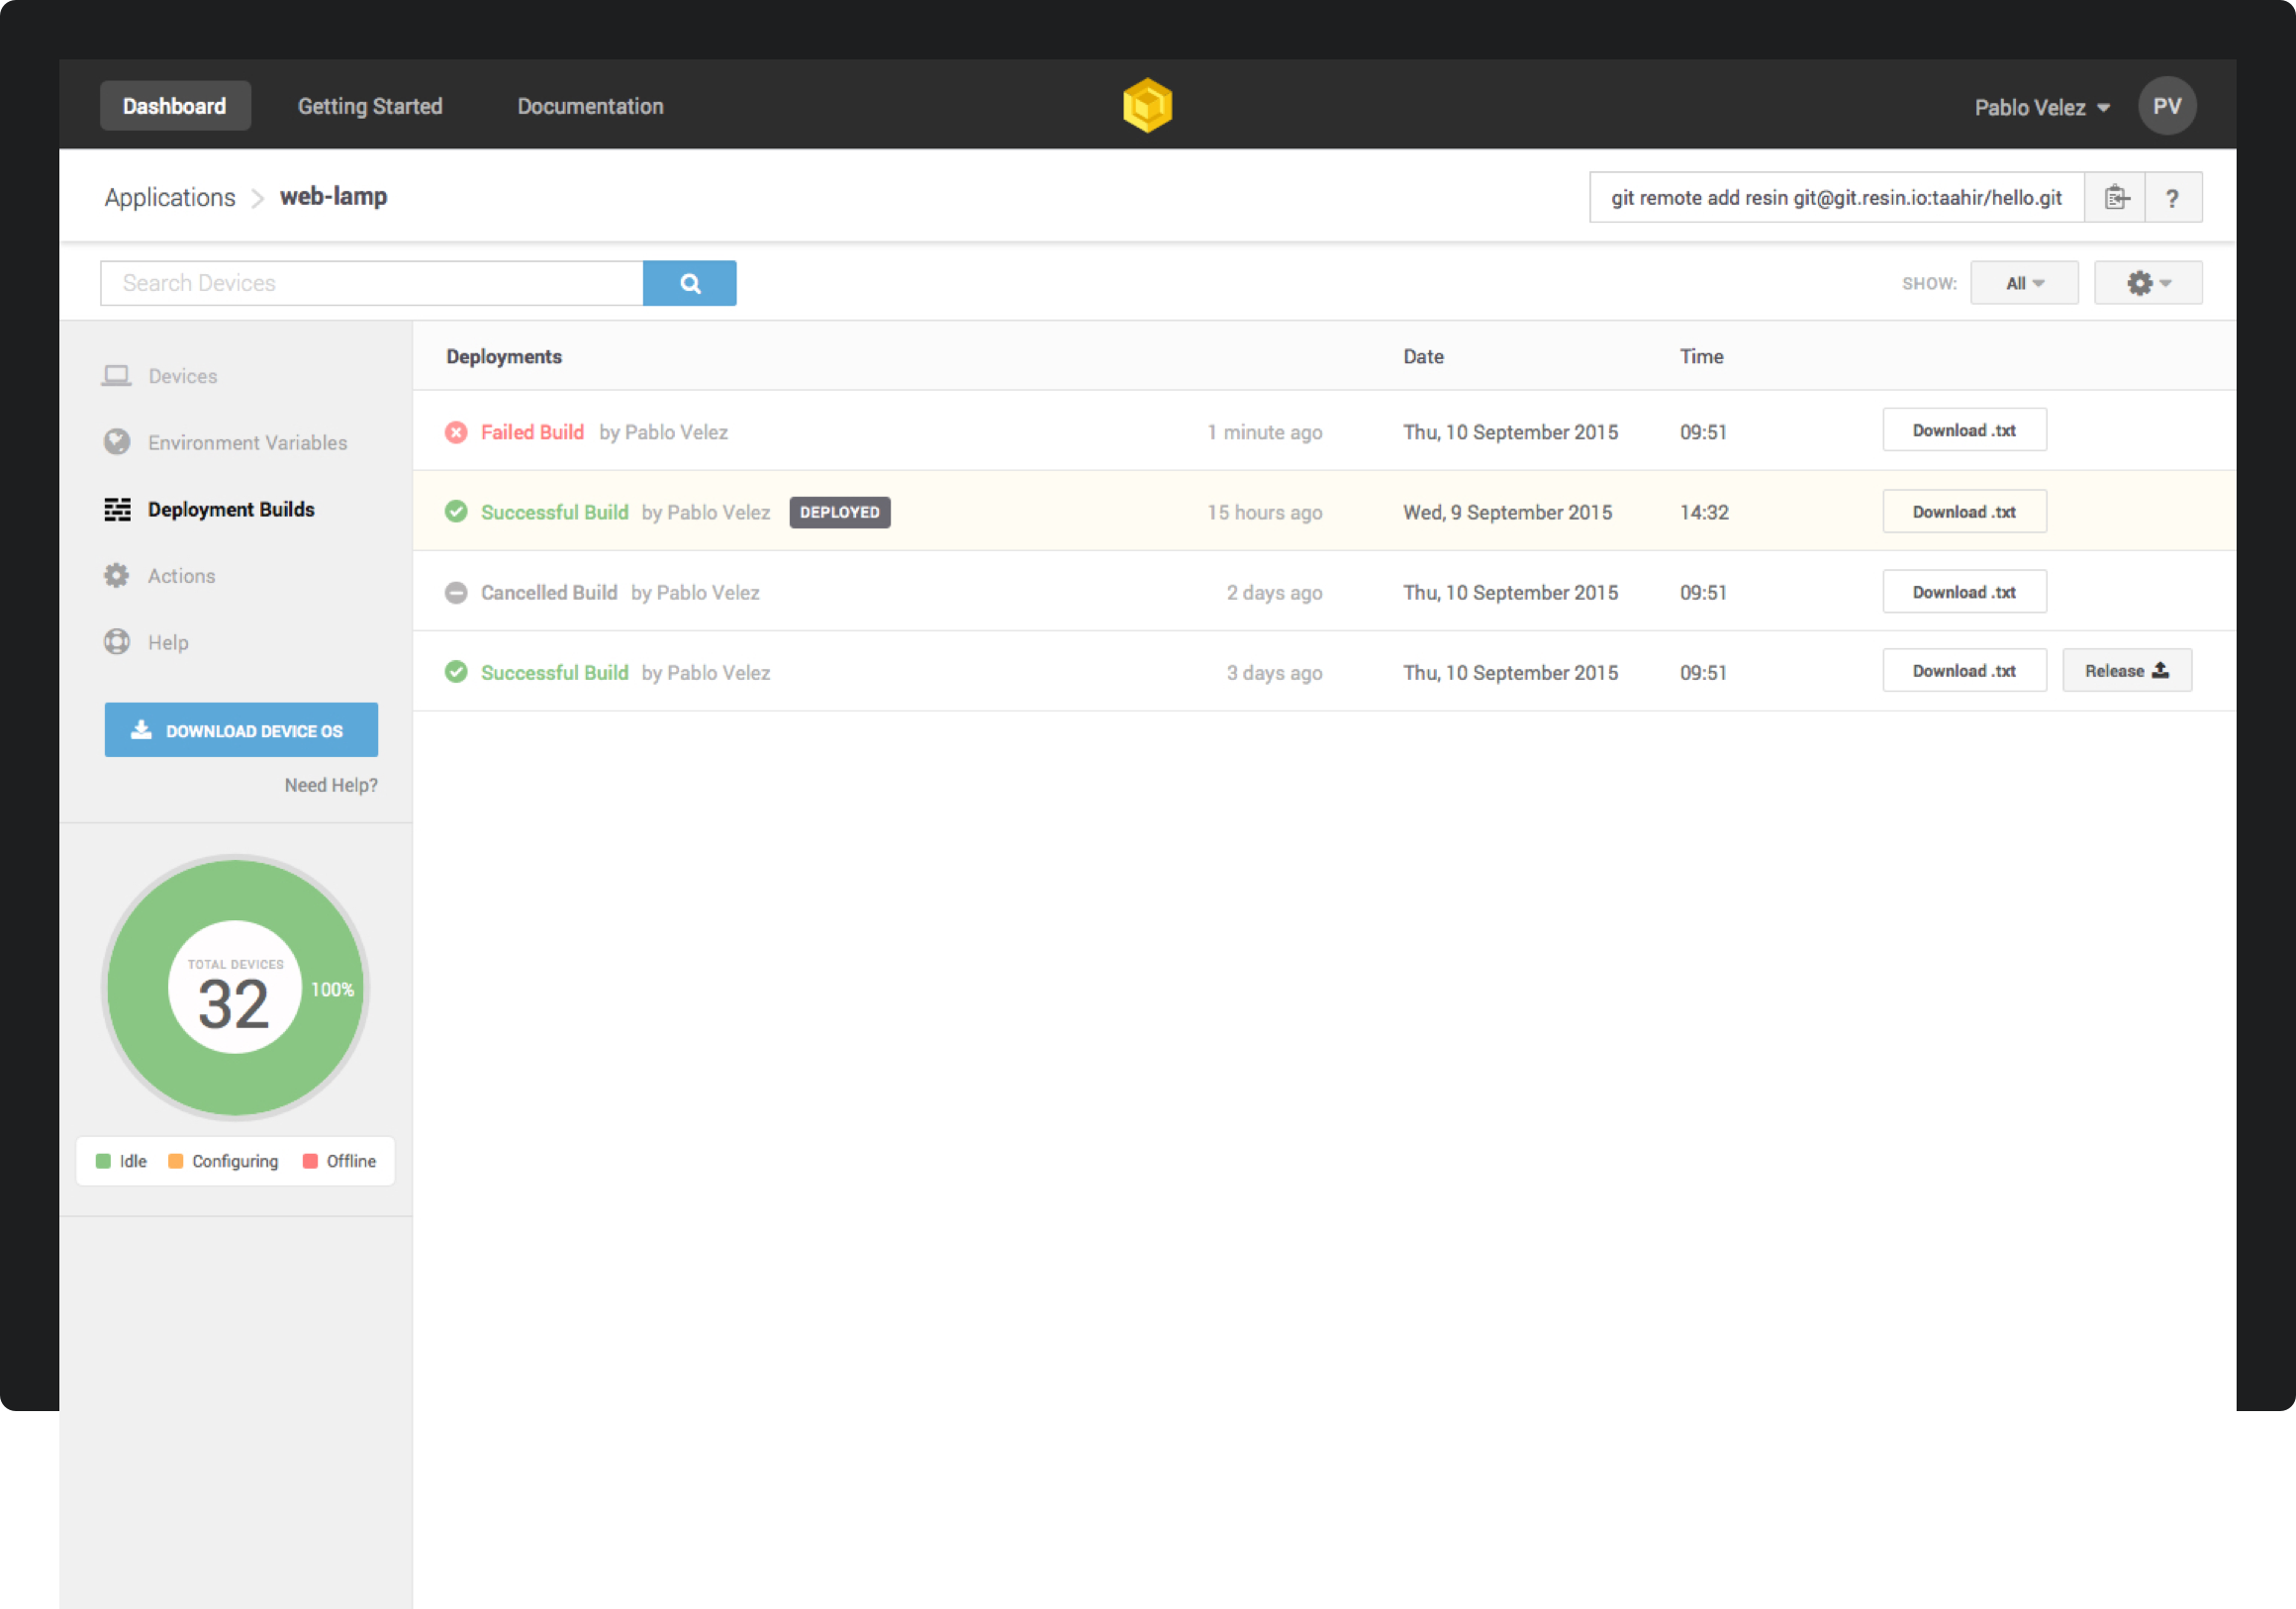 Dashboard Getting Started Documentation Pablo Velez PV
Applications web-lamp git remote add resin git@git.resin.io:taahir/hello.git ?
Search Devices SHOW: All
Devices
Environment Variables
Deployment Builds
Actions
Help
DOWNLOAD DEVICE OS
Need Help?
TOTAL DEVICES
32 100%
Idle Configuring Offline
Deployments Date Time
Failed Build by Pablo Velez 1 minute ago Thu, 10 September 2015 09:51 Download .txt
Successful Build by Pablo Velez DEPLOYED 15 hours ago Wed, 9 September 2015 14:32 Download .txt
Cancelled Build by Pablo Velez 2 days ago Thu, 10 September 2015 09:51 Download .txt
Successful Build by Pablo Velez 3 days ago Thu, 10 September 2015 09:51 Download .txt Release